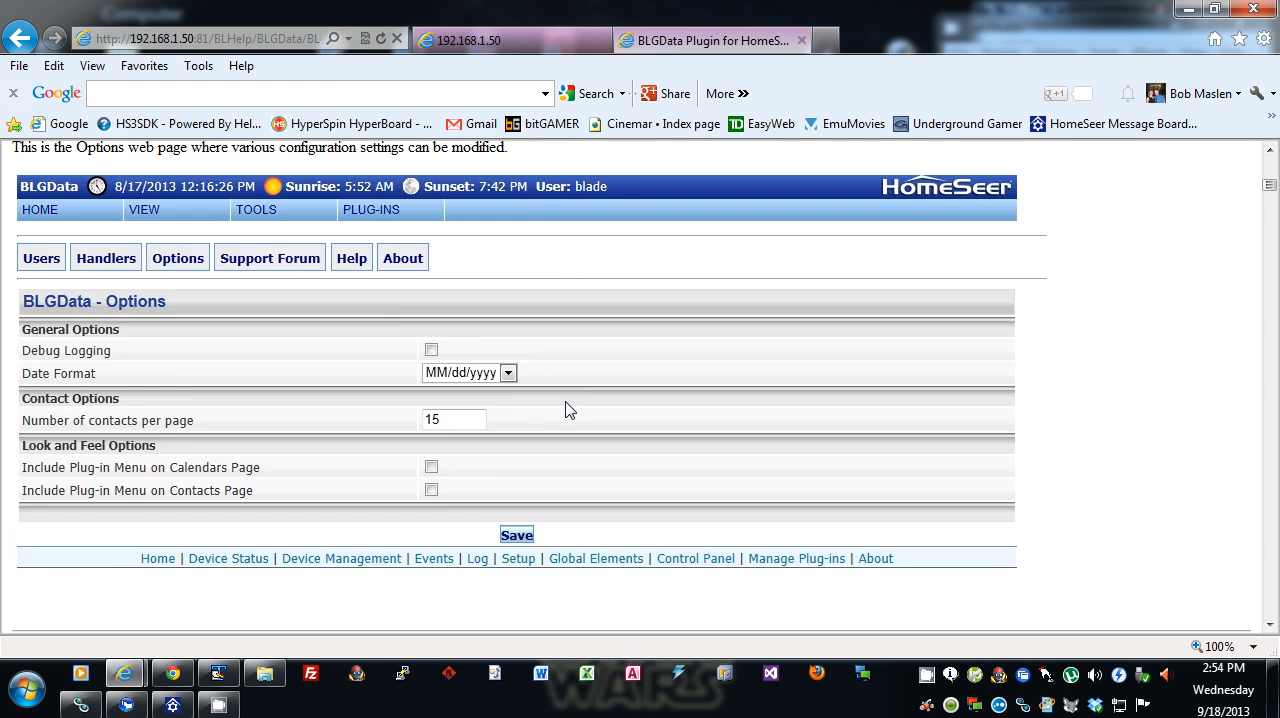 Computer
http://192.168.1.50:81/BLHelp/BLGData/BL
192.168.1.50
BLGData Plugin for HomeS...
File Edit View Favorites Tools Help
Google Search Share More » +1 Bob Maslen
Google HS3SDK - Powered By Hel... HyperSpin HyperBoard - ... Gmail bitGAMER Cinemar • Index page EasyWeb EmuMovies Underground Gamer HomeSeer Message Board...
This is the Options web page where various configuration settings can be modified.
BLGData 8/17/2013 12:16:26 PM Sunrise: 5:52 AM Sunset: 7:42 PM User: blade HomeSeer
HOME VIEW TOOLS PLUG-INS
Users Handlers Options Support Forum Help About
BLGData - Options
General Options
Debug Logging
Date Format MM/dd/yyyy
Contact Options
Number of contacts per page 15
Look and Feel Options
Include Plug-in Menu on Calendars Page
Include Plug-in Menu on Contacts Page
Save
Home | Device Status | Device Management | Events | Log | Setup | Global Elements | Control Panel | Manage Plug-ins | About
100%
WARS
2:54 PM
Wednesday
9/18/2013